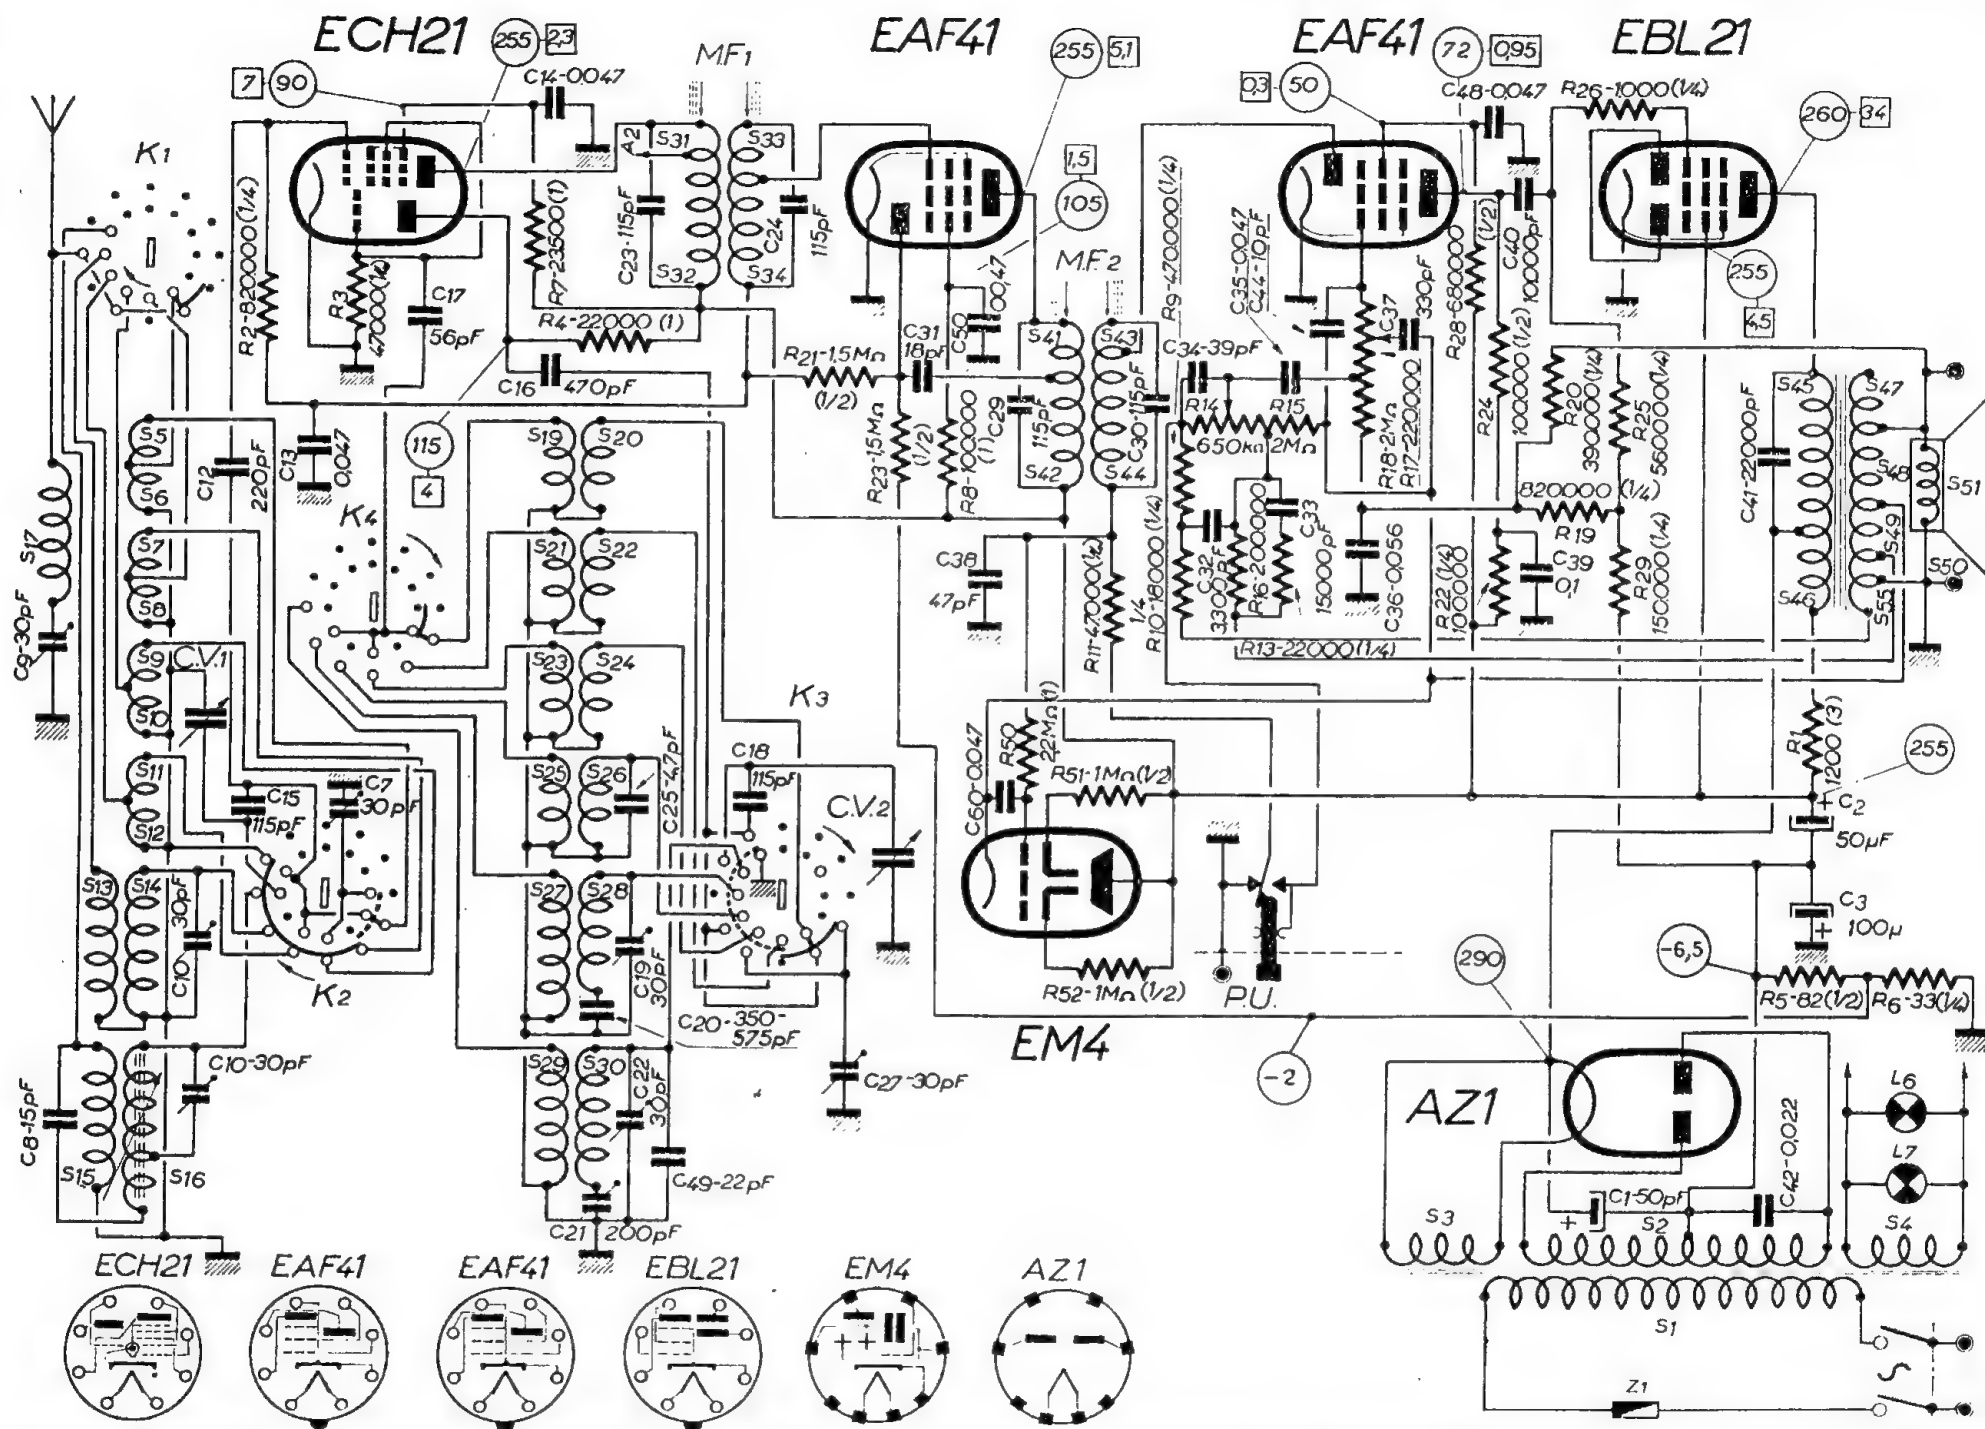 ECH21
EAF41
EAF41
EBL21
255
2,3
7
90
C14-0,047
M.F.1
255
5,1
0,3
50
72
0,95
C48-0,047
R26-1000(1/4)
260
34
K1
A2
S31
S33
S32
S34
R2-820000(1/4)
R3
47000(1/4)
C17
56pF
R7-23500(1)
C23-115pF
C24
115pF
R4-22000(1)
C16
470pF
1,5
105
C50
00,47
M.F.2
R21-1,5MΩ
(1/2)
C31
18pF
R23-1,5MΩ
(1/2)
R8-100000
(1)
C29
115pF
S41
S43
S42
S44
C30-115pF
R9-470000(1/4)
C35-0,047
C44-10pF
C34-39pF
R14
R15
650kΩ
2MΩ
C37
330pF
R18-2MΩ
R17-220000
R28-680000
(1/2)
C40
10000pF
R24
100000(1/2)
R20
39000(1/4)
R25
560000(1/4)
255
4,5
820000(1/4)
R19
C41-2200pF
S45
S47
S48
S49
S46
S55
S51
S50
C12
220pF
C13
0,047
115
4
K4
S5
S6
S7
S8
S9
S10
S11
S12
S13
S14
S17
C9-30pF
C.V.1
S19
S20
S21
S22
S23
S24
S25
S26
S27
S28
S29
S30
C38
47pF
R11-47000(1/4)
1/4
R10-18000(1/4)
C32
3300pF
R16-200000
C33
15000pF
C36-0,056
R22(1/4)
100000
C39
0,1
R29
150000(1/4)
R13-22000(1/4)
K3
C18
115pF
C25-47pF
C.V.2
C60-0,047
R50
2,2MΩ(1)
R51-1MΩ(1/2)
R1
1200(3)
255
C2
50µF
C3
100µ
C15
115pF
C7
30pF
30pF
C10
K2
C19
30pF
C20-350-
575pF
R52-1MΩ(1/2)
P.U.
290
-6,5
R5-82(1/2)
R6-33(1/4)
EM4
-2
C8-15pF
S15
S16
C10-30pF
C22
30pF
C27-30pF
C49-22pF
C21
200pF
AZ1
L6
L7
C1-50pF
C42-0,022
S3
S2
S4
ECH21
EAF41
EAF41
EBL21
EM4
AZ1
S1
Z1